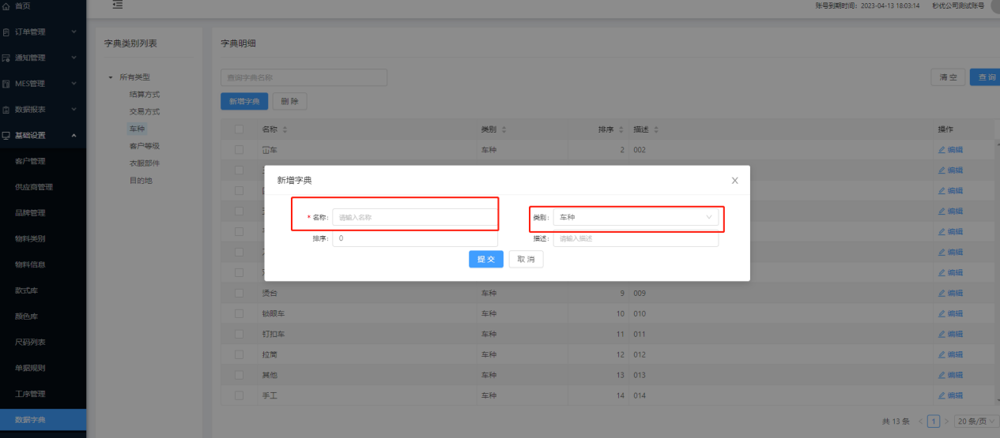 首页
账号到期时间：2023-04-13 18:03:14 秒优公司测试账号
订单管理
通知管理
MES管理
数据报表
基础设置
客户管理
供应商管理
品牌管理
物料类别
物料信息
款式库
颜色库
尺码列表
单据规则
工序管理
数据字典
字典类别列表
所有类型
结算方式
交易方式
车种
客户等级
衣服部件
目的地
字典明细
查询字典名称
清 空
查 询
新增字典
删 除
名称 类别 排序 描述 操作
车种 2 002 编辑
编辑
编辑
编辑
编辑
编辑
编辑
新增字典
* 名称： 请输入名称
类别： 车种
排序： 0
描述： 请输入描述
提 交
取 消
烫台 车种 9 009 编辑
锁眼车 车种 10 010 编辑
钉扣车 车种 11 011 编辑
拉筒 车种 12 012 编辑
其他 车种 13 013 编辑
手工 车种 14 014 编辑
共 13 条 < 1 > 20 条/页